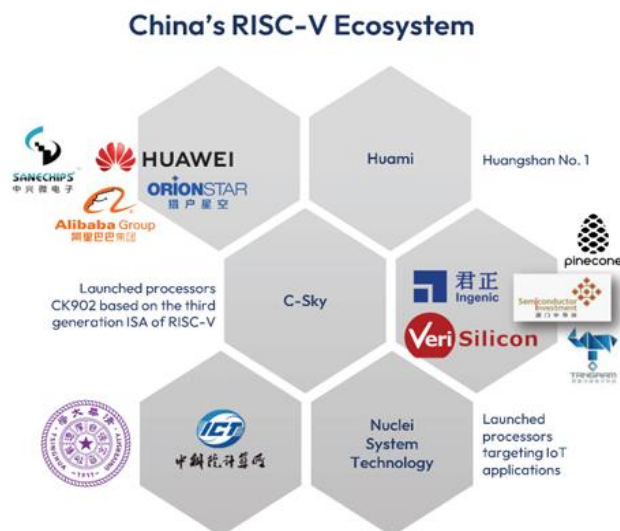 China's RISC-V Ecosystem
SANECHIPS
中兴微电子
HUAWEI
ORIONSTAR
猎户星空
Alibaba Group
阿里巴巴集团
Huami
Huangshan No. 1
pinecone
Launched processors
CK902 based on the third
generation ISA of RISC-V
C-Sky
君正
Ingenic
Semiconductor
Investment
VeriSilicon
TANGRAM
中科院计算所
ICT
1911
Nuclei
System
Technology
Launched
processors
targeting IoT
applications